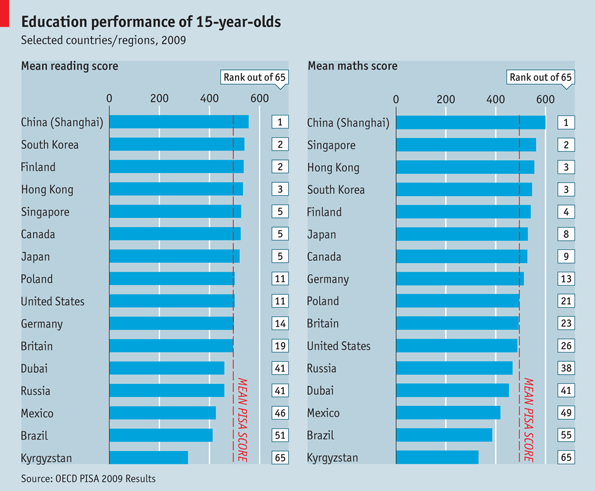 Education performance of 15-year-olds
Selected countries/regions, 2009
Mean reading score
Rank out of 65
0 200 400 600
China (Shanghai) 1
South Korea 2
Finland 2
Hong Kong 3
Singapore 5
Canada 5
Japan 5
Poland 11
United States 11
Germany 14
Britain 19
Dubai 41
Russia 41
Mexico 46
Brazil 51
Kyrgyzstan 65
MEAN PISA SCORE
Mean maths score
Rank out of 65
0 200 400 600
China (Shanghai) 1
Singapore 2
Hong Kong 3
South Korea 3
Finland 4
Japan 8
Canada 9
Germany 13
Poland 21
Britain 23
United States 26
Russia 38
Dubai 41
Mexico 49
Brazil 55
Kyrgyzstan 65
MEAN PISA SCORE
Source: OECD PISA 2009 Results